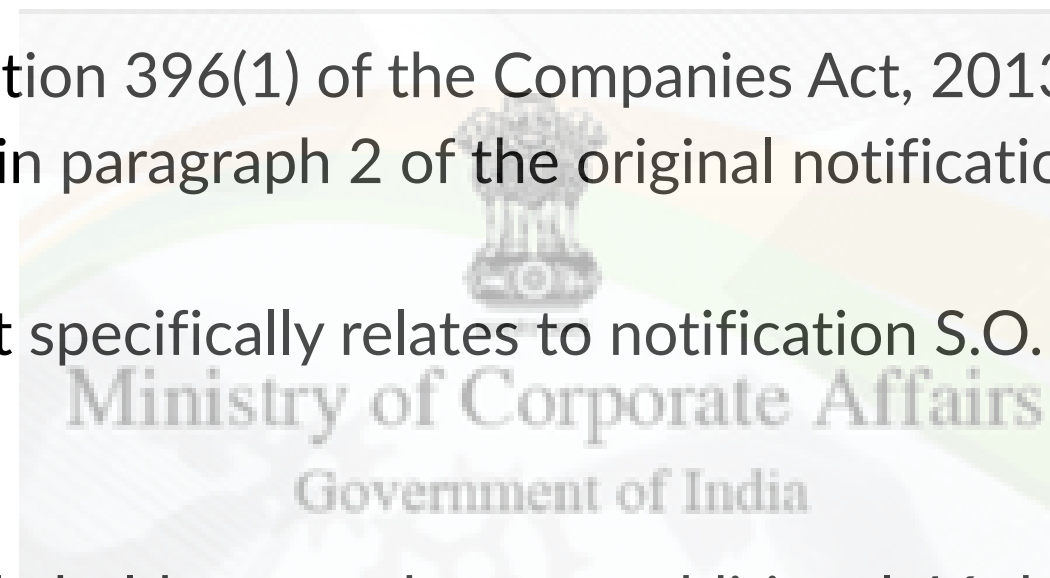 tion 396(1) of the Companies Act, 2013
in paragraph 2 of the original notificatio
t specifically relates to notification S.O.
Ministry of Corporate Affairs
Government of India